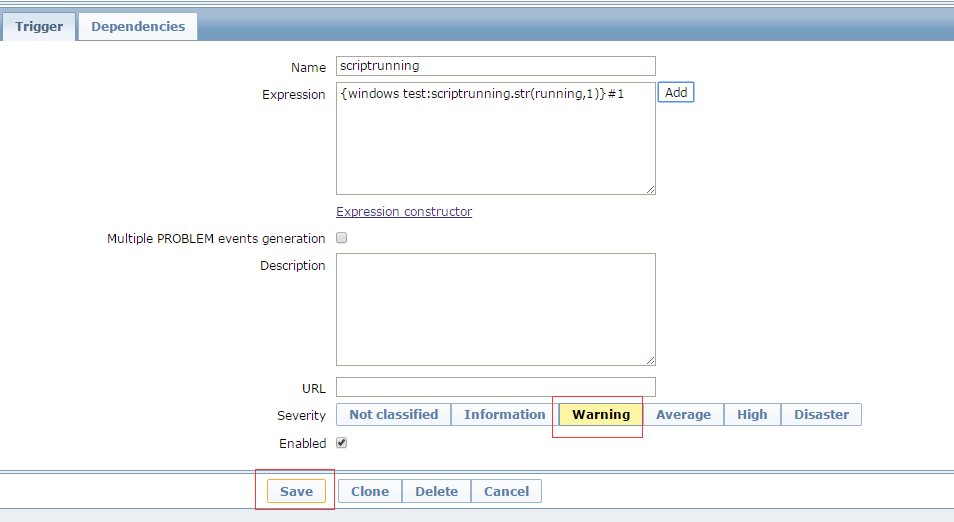 Trigger Dependencies
Name scriptrunning
Expression {windows test:scriptrunning.str(running,1)}#1 Add
Expression constructor
Multiple PROBLEM events generation
Description
URL
Severity Not classified Information Warning Average High Disaster
Enabled
Save Clone Delete Cancel